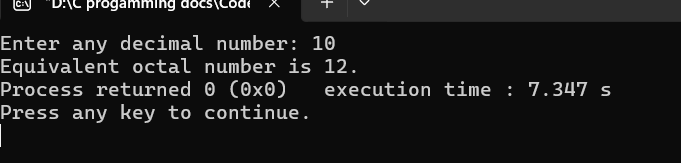 "D:\C progamming docs\Code
Enter any decimal number: 10
Equivalent octal number is 12.
Process returned 0 (0x0)   execution time : 7.347 s
Press any key to continue.